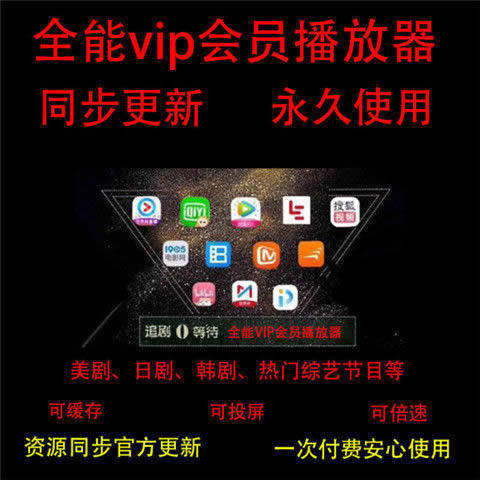 全能vip会员播放器
同步更新 永久使用
QIYI
搜狐视频
1905电影网
追剧0等待 全能VIP会员播放器
美剧、日剧、韩剧、热门综艺节目等
可缓存 可投屏 可倍速
资源同步官方更新 一次付费安心使用